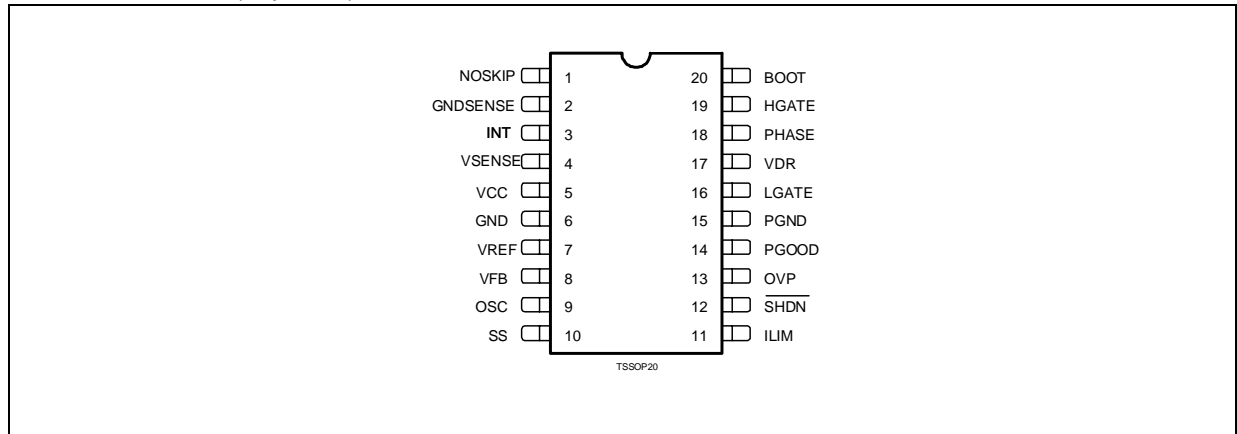 NOSKIP 1 20 BOOT
GNDSENSE 2 19 HGATE
INT 3 18 PHASE
VSENSE 4 17 VDR
VCC 5 16 LGATE
GND 6 15 PGND
VREF 7 14 PGOOD
VFB 8 13 OVP
OSC 9 12 SHDN
SS 10 11 ILIM
TSSOP20